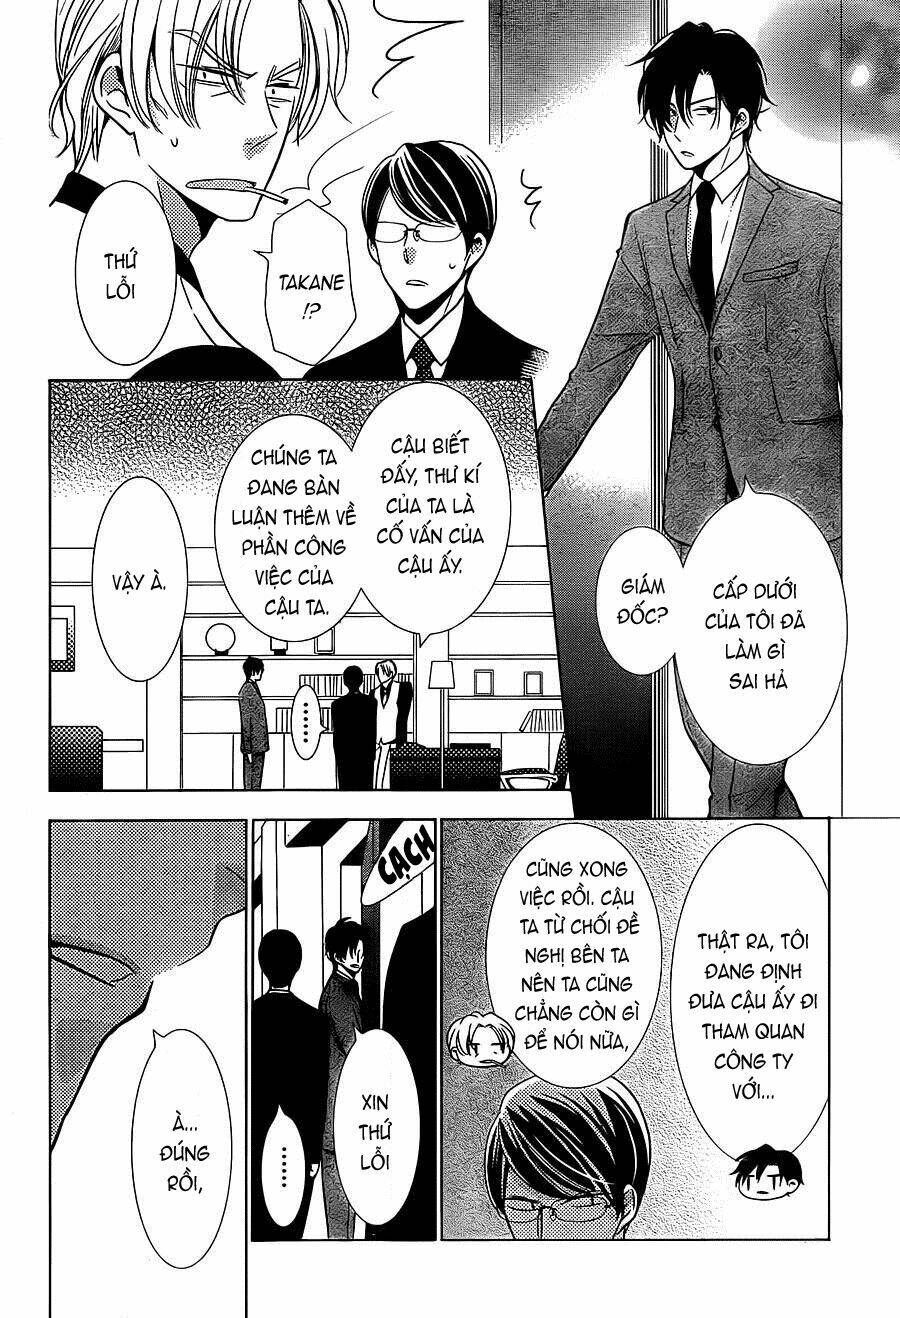 THỨ
LỖI
TAKANE
!?
CẤP DƯỚI
CỦA TÔI ĐÃ
LÀM GÌ
SAI HẢ
GIÁM
ĐỐC?
CẬU BIẾT
ĐẤY, THƯ KÍ
CỦA TA LÀ
CỐ VẤN CỦA
CẬU ẤY.
CHÚNG TA
ĐANG BÀN
LUẬN THÊM VỀ
PHẦN CÔNG
VIỆC CỦA
CẬU TA.
VẬY À.
THẬT RA, TÔI
ĐANG ĐỊNH
ĐƯA CẬU ẤY ĐI
THAM QUAN
CÔNG TY
VỚI...
CŨNG XONG
VIỆC RỒI. CẬU
TA TỪ CHỐI ĐỀ
NGHỊ BÊN TA
NÊN TA CŨNG
CHẲNG CÒN GÌ
ĐỂ NÓI NỮA,
CẠCH
XIN
THỨ
LỖI
À...
ĐÚNG
RỒI,